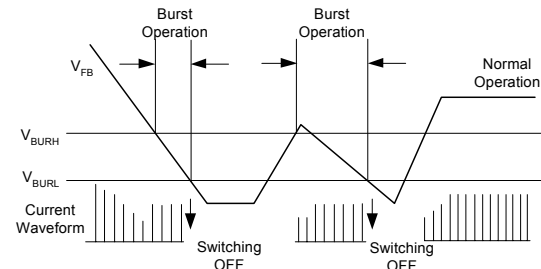 Burst
Operation
Burst
Operation
V_FB
Normal
Operation
V_BURH
V_BURL
Current
Waveform
Switching
OFF
Switching
OFF